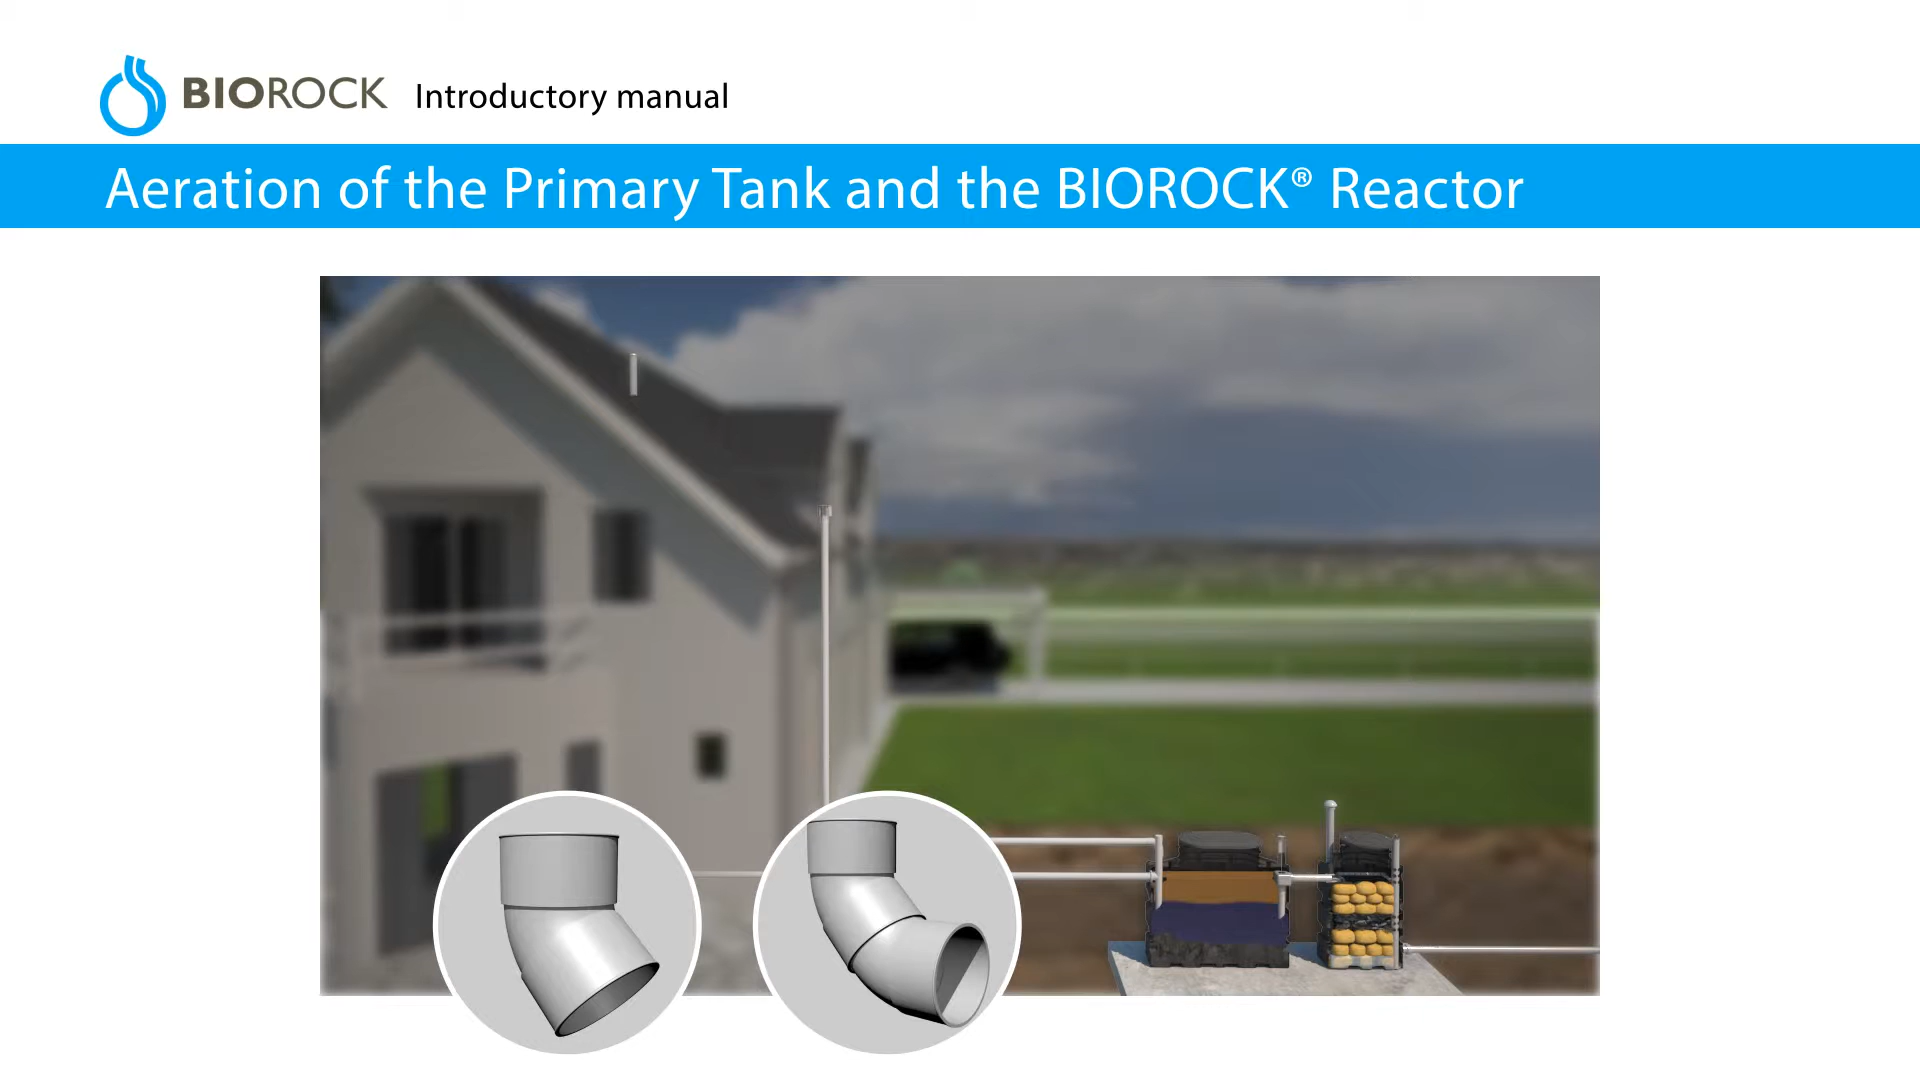 BIOROCK Introductory manual
Aeration of the Primary Tank and the BIOROCK® Reactor